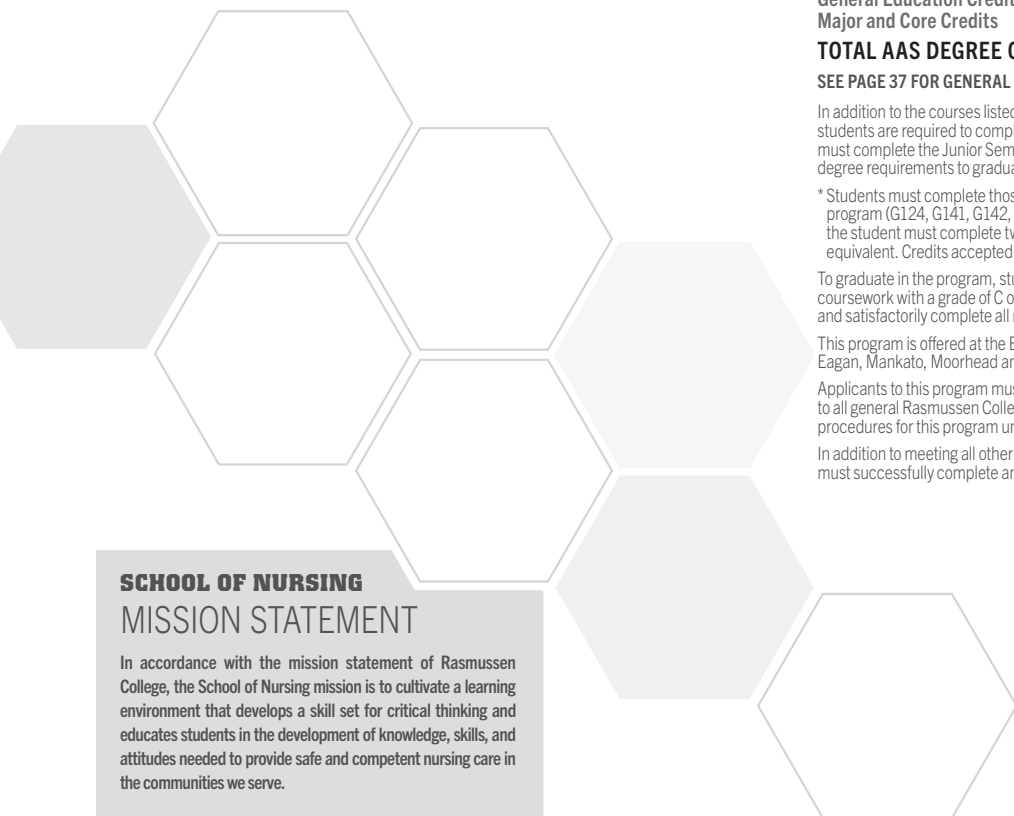 General Education Credit
Major and Core Credits
TOTAL AAS DEGREE
SEE PAGE 37 FOR GENERAL
In addition to the courses listed
students are required to compl
must complete the Junior Sem
degree requirements to gradua
* Students must complete thos
program (G124, G141, G142,
the student must complete tw
equivalent. Credits accepted
To graduate in the program, stu
coursework with a grade of C o
and satisfactorily complete all
This program is offered at the
Eagan, Mankato, Moorhead an
Applicants to this program mus
to all general Rasmussen Colle
procedures for this program un
In addition to meeting all other
must successfully complete an
SCHOOL OF NURSING
MISSION STATEMENT
In accordance with the mission statement of Rasmussen
College, the School of Nursing mission is to cultivate a learning
environment that develops a skill set for critical thinking and
educates students in the development of knowledge, skills, and
attitudes needed to provide safe and competent nursing care in
the communities we serve.